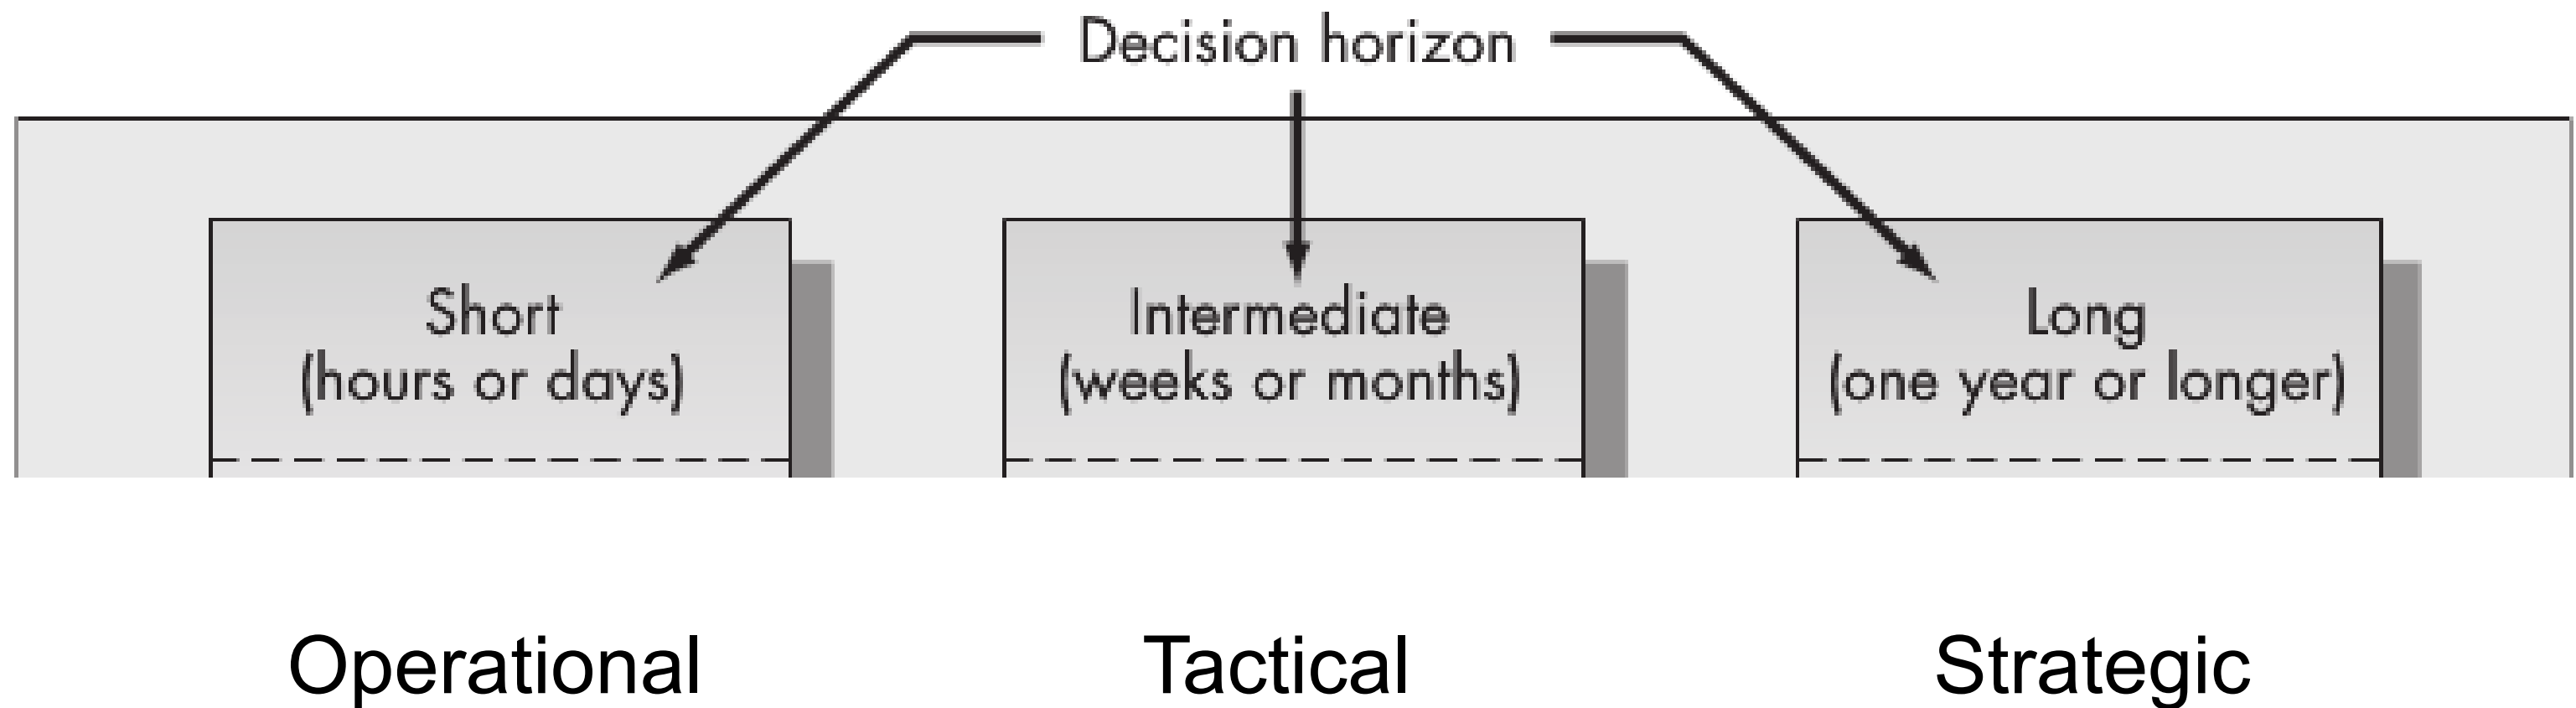 Decision horizon
Short
(hours or days)
Intermediate
(weeks or months)
Long
(one year or longer)
Operational
Tactical
Strategic